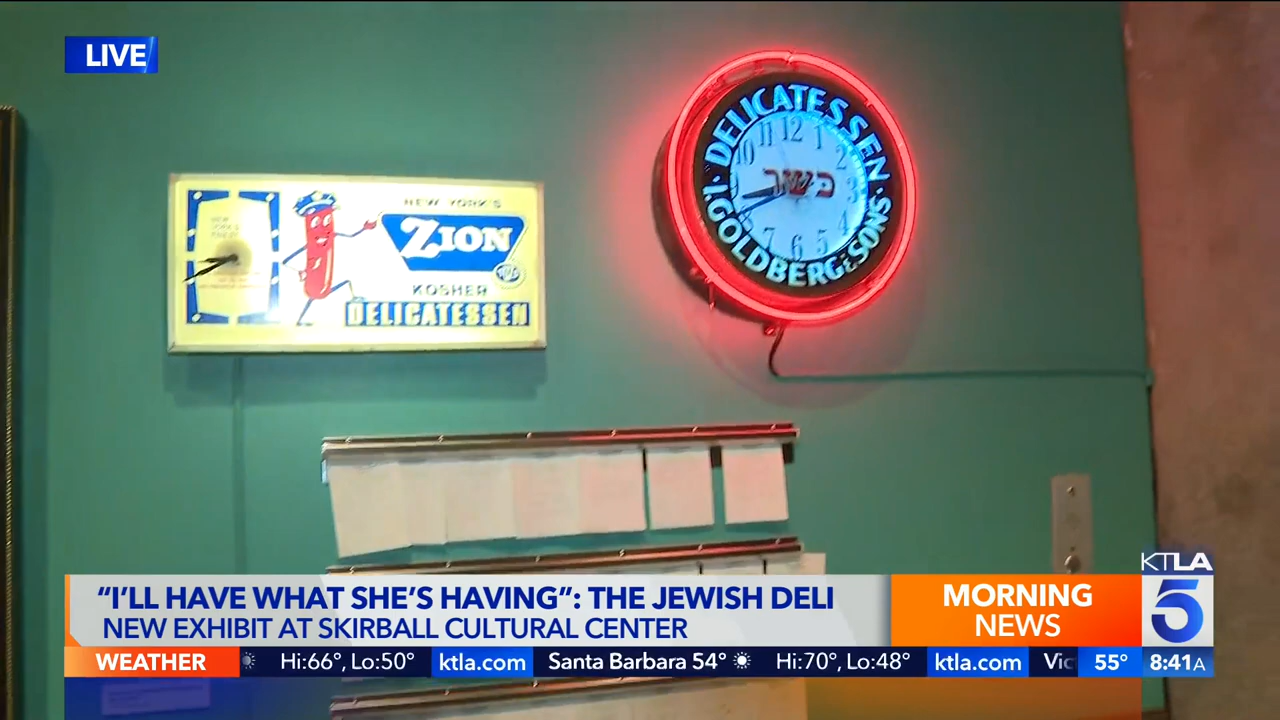 LIVE
DELICATESSEN
10 11 12 1 2
3
4
5
6
7
כשר
I. GOLDBERG & SONS
NEW YORK'S
ZION
KOSHER
DELICATESSEN
"I'LL HAVE WHAT SHE'S HAVING": THE JEWISH DELI
NEW EXHIBIT AT SKIRBALL CULTURAL CENTER
MORNING
NEWS
KTLA
5
WEATHER
Hi:66°, Lo:50° ktla.com Santa Barbara 54° Hi:70°, Lo:48° ktla.com
55° 8:41A